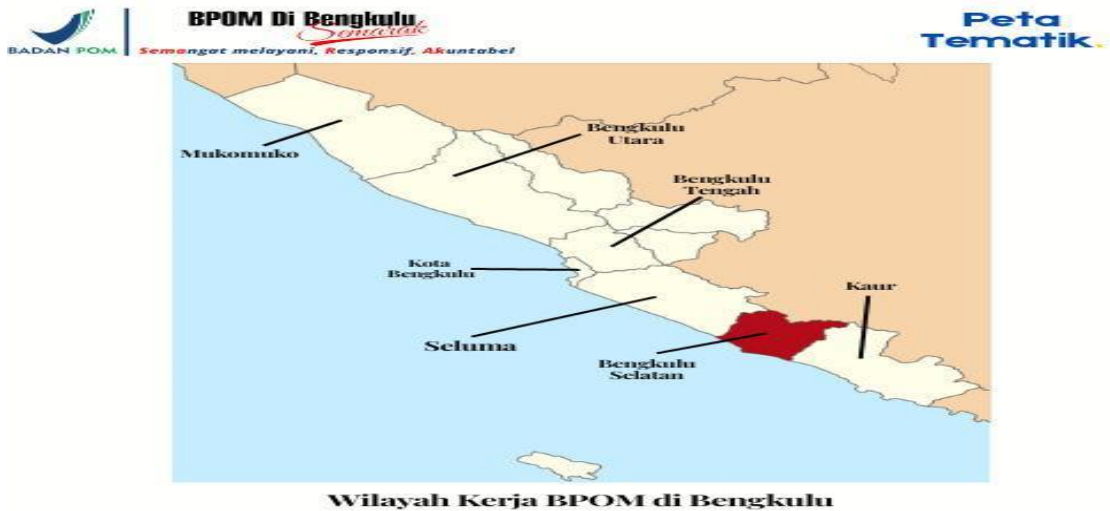 BADAN POM
BPOM Di Bengkulu
Semarak
Semangat melayani, Responsif, Akuntabel
Peta
Tematik.
Mukomuko
Bengkulu
Utara
Bengkulu
Tengah
Kota
Bengkulu
Kaur
Seluma
Bengkulu
Selatan
Wilayah Kerja BPOM di Bengkulu